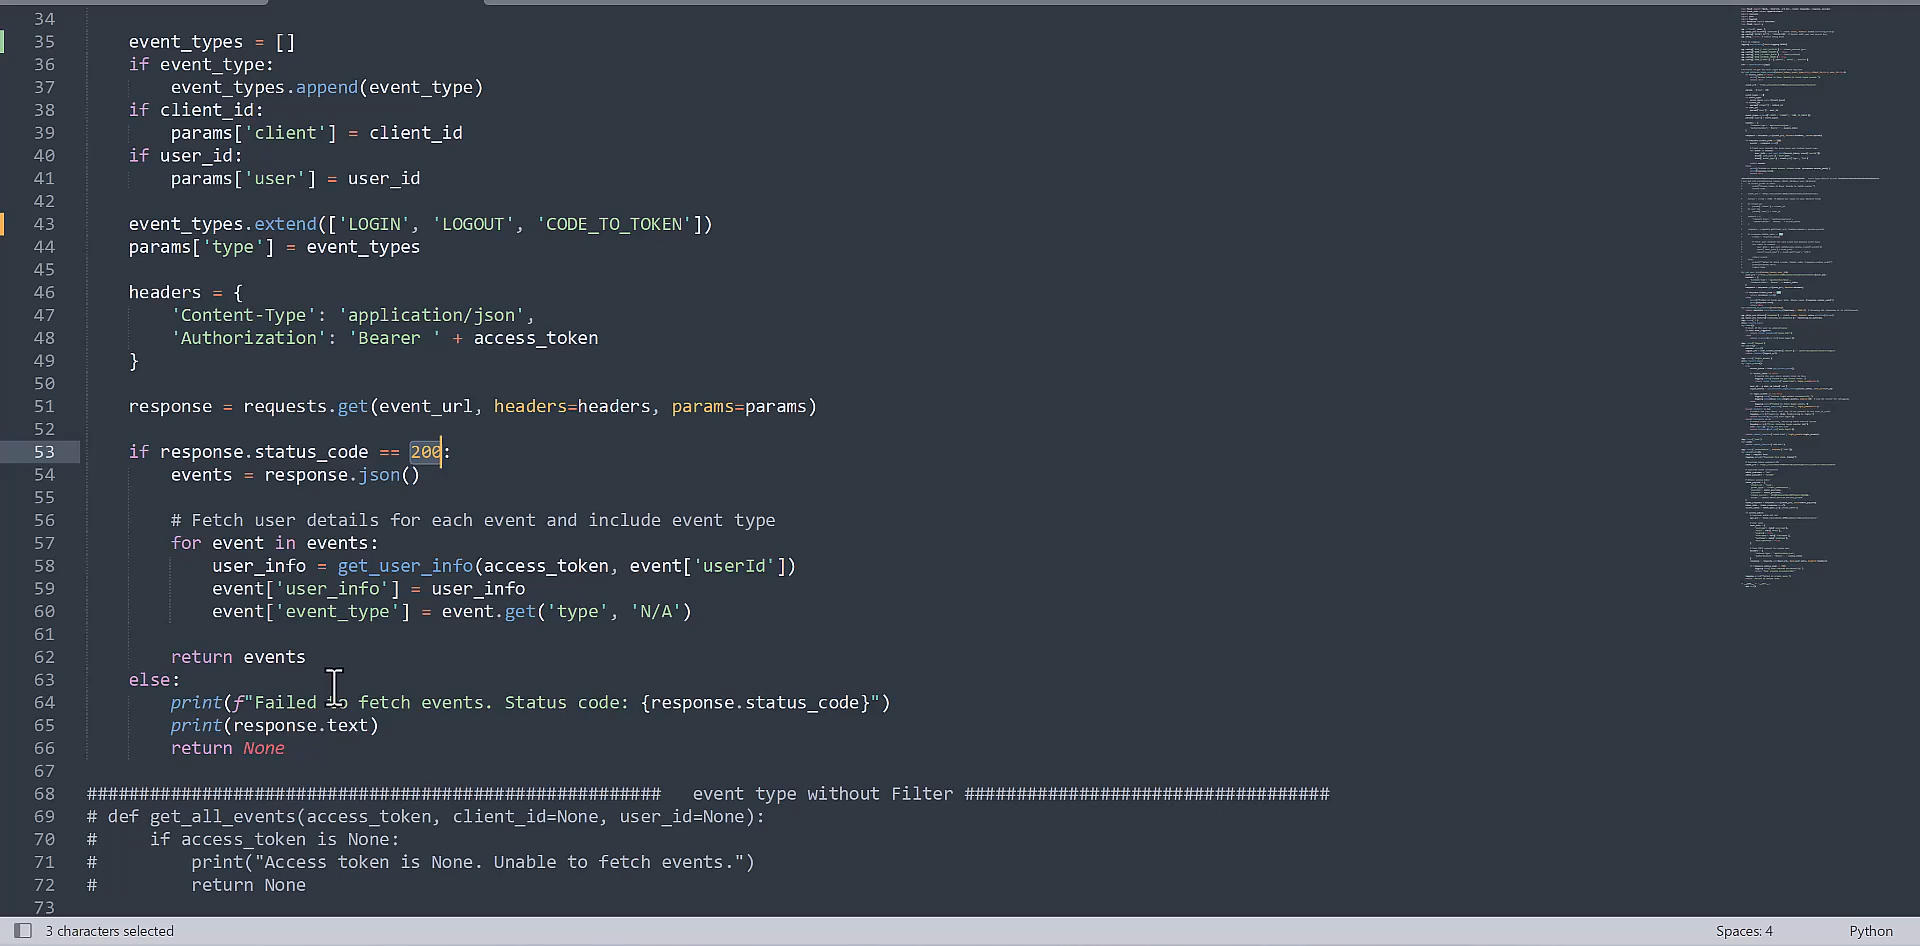 34
35 event_types = []
36 if event_type:
37 event_types.append(event_type)
38 if client_id:
39 params['client'] = client_id
40 if user_id:
41 params['user'] = user_id
42
43 event_types.extend(['LOGIN', 'LOGOUT', 'CODE_TO_TOKEN'])
44 params['type'] = event_types
45
46 headers = {
47 'Content-Type': 'application/json',
48 'Authorization': 'Bearer ' + access_token
49 }
50
51 response = requests.get(event_url, headers=headers, params=params)
52
53 if response.status_code == 200:
54 events = response.json()
55
56 # Fetch user details for each event and include event type
57 for event in events:
58 user_info = get_user_info(access_token, event['userId'])
59 event['user_info'] = user_info
60 event['event_type'] = event.get('type', 'N/A')
61
62 return events
63 else:
64 print(f"Failed to fetch events. Status code: {response.status_code}")
65 print(response.text)
66 return None
67
68 ####################################################### event type without Filter ###################################
69 # def get_all_events(access_token, client_id=None, user_id=None):
70 # if access_token is None:
71 # print("Access token is None. Unable to fetch events.")
72 # return None
73
3 characters selected
Spaces: 4
Python